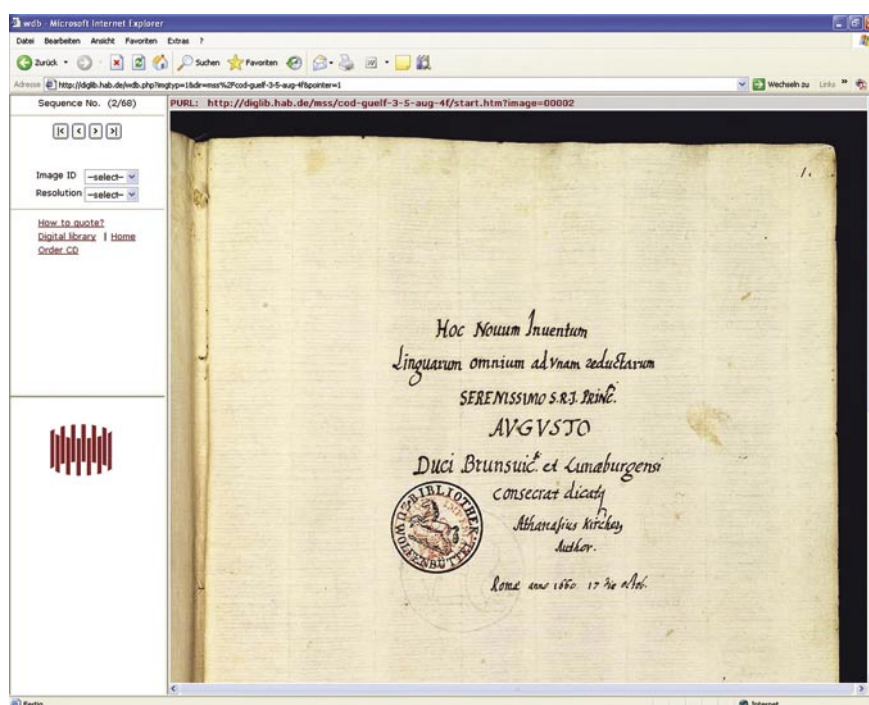 wdb - Microsoft Internet Explorer
Datei Bearbeiten Ansicht Favoriten Extras ?
Zurück Suchen Favoriten
Adresse http://diglib.hab.de/wdb.php?imgtyp=1&dir=mss%2Fcod-guelf-3-5-aug-4f&pointer=1 Wechseln zu Links »
Sequence No. (2/68)
PURL: http://diglib.hab.de/mss/cod-guelf-3-5-aug-4f/start.htm?image=00002
Image ID --select--
Resolution --select--
How to quote?
Digital library | Home
Order CD
1.
Hoc Nouum Inuentum
Linguarum omnium ad vnam reductarum
SERENISSIMO S.R.I. PRINC.
AVGVSTO
Duci Brunsuic. et Lunæburgensi
consecrat dicatq
Athanasius Kircher
Author.
Romæ anno 1660. 17 die octob.
BIBLIOTHEK
WOLFENBÜTTEL
Fertig
Internet